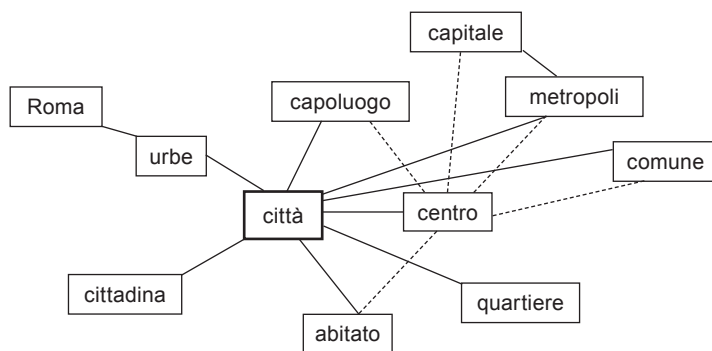 capitale
Roma
capoluogo
metropoli
urbe
comune
città
centro
cittadina
quartiere
abitato